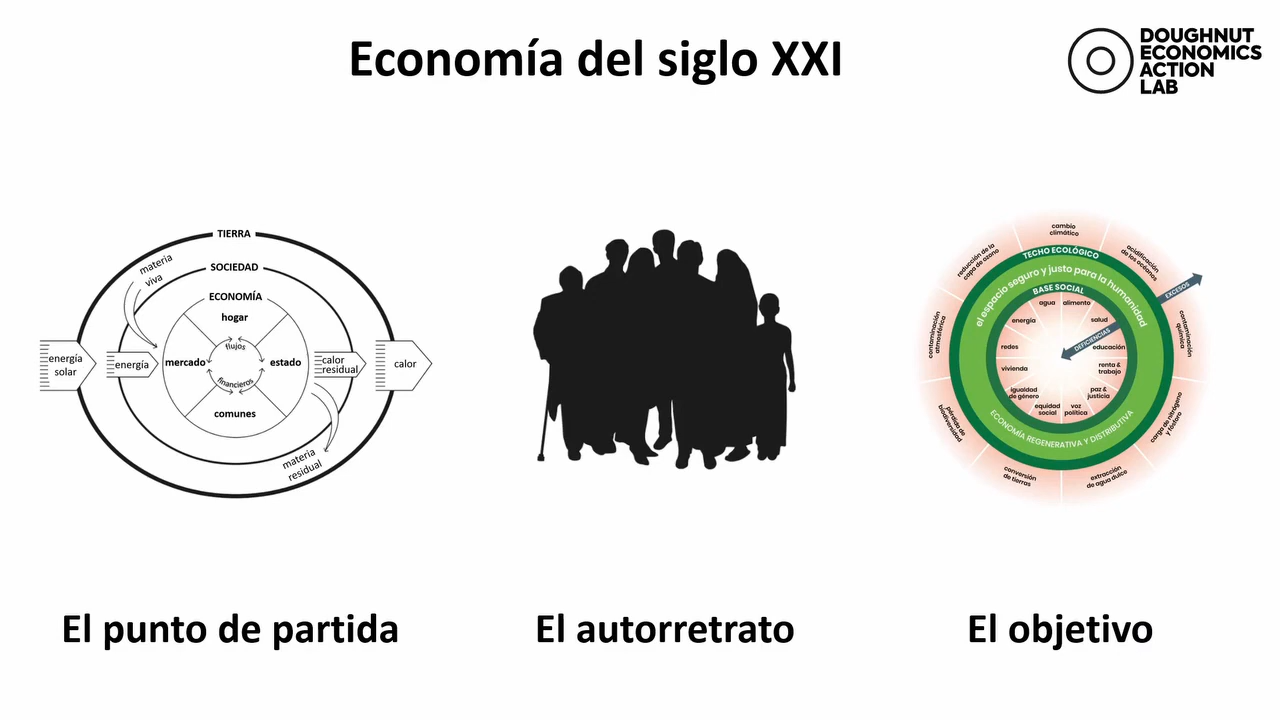 Economía del siglo XXI
DOUGHNUT
ECONOMICS
ACTION
LAB
TIERRA
materia
viva
SOCIEDAD
ECONOMÍA
hogar
flujos
mercado
estado
financieros
comunes
energía
solar
energía
calor
residual
calor
materia
residual
cambio
climático
acidificación
de los océanos
contaminación
química
carga de nitrógeno
y fósforo
extracción
de agua dulce
conversión
de tierras
pérdida de
biodiversidad
contaminación
atmosférica
reducción de la
capa de ozono
TECHO ECOLÓGICO
el espacio seguro y justo para la humanidad
BASE SOCIAL
agua
alimento
salud
educación
renta &
trabajo
paz &
justicia
voz
política
equidad
social
igualdad
de género
vivienda
redes
energía
DEFICIENCIAS
EXCESOS
ECONOMÍA REGENERATIVA Y DISTRIBUTIVA
El punto de partida
El autorretrato
El objetivo